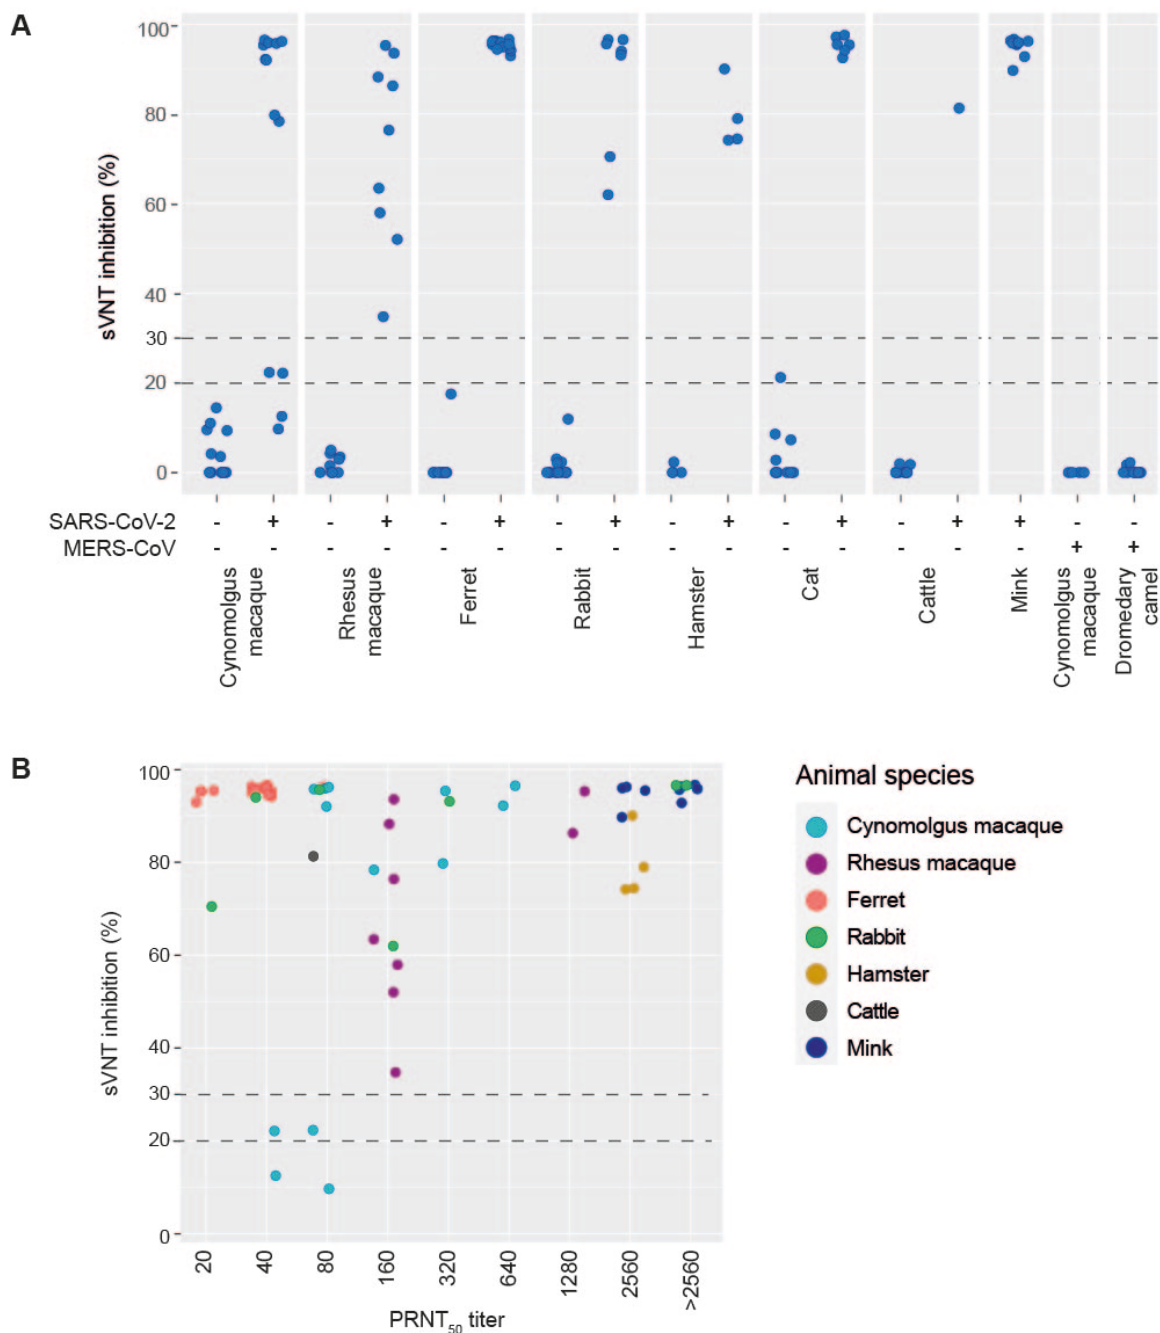 A
100
80
60
40
30
20
0
sVNT inhibition (%)
SARS-CoV-2 - + - + - + - + - + - + - + + - -
MERS-CoV - - - - - - - - - - - - - - + +
Cynomolgus
macaque
Rhesus
macaque
Ferret
Rabbit
Hamster
Cat
Cattle
Mink
Cynomolgus
macaque
Dromedary
camel
B
100
80
60
40
30
20
0
sVNT inhibition (%)
20 40 80 160 320 640 1280 2560 >2560
PRNT50 titer
Animal species
Cynomolgus macaque
Rhesus macaque
Ferret
Rabbit
Hamster
Cattle
Mink